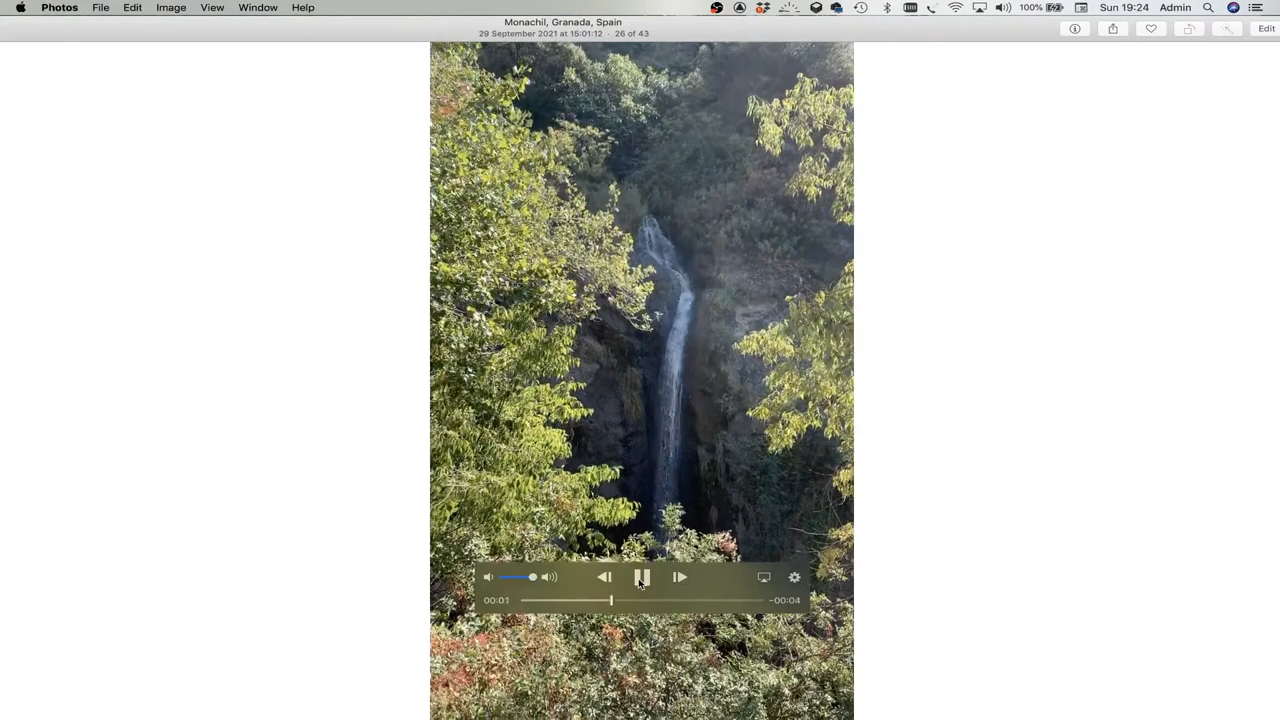 Photos File Edit Image View Window Help 100% Sun 19:24 Admin
Monachil, Granada, Spain
29 September 2021 at 15:01:12 · 26 of 43
Edit
00:01 -00:04